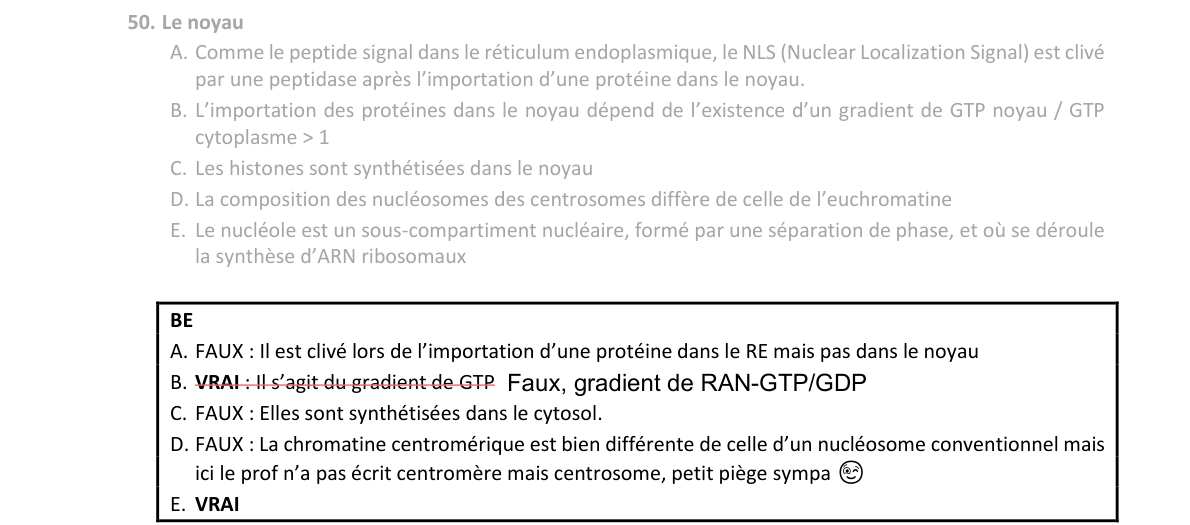 50. Le noyau
A. Comme le peptide signal dans le réticulum endoplasmique, le NLS (Nuclear Localization Signal) est clivé
par une peptidase après l’importation d’une protéine dans le noyau.
B. L’importation des protéines dans le noyau dépend de l’existence d’un gradient de GTP noyau / GTP
cytoplasme > 1
C. Les histones sont synthétisées dans le noyau
D. La composition des nucléosomes des centrosomes diffère de celle de l’euchromatine
E. Le nucléole est un sous-compartiment nucléaire, formé par une séparation de phase, et où se déroule
la synthèse d’ARN ribosomaux
BE
A. FAUX : Il est clivé lors de l’importation d’une protéine dans le RE mais pas dans le noyau
B. VRAI : Il s’agit du gradient de GTP Faux, gradient de RAN-GTP/GDP
C. FAUX : Elles sont synthétisées dans le cytosol.
D. FAUX : La chromatine centromérique est bien différente de celle d’un nucléosome conventionnel mais
ici le prof n’a pas écrit centromère mais centrosome, petit piège sympa 😉
E. VRAI